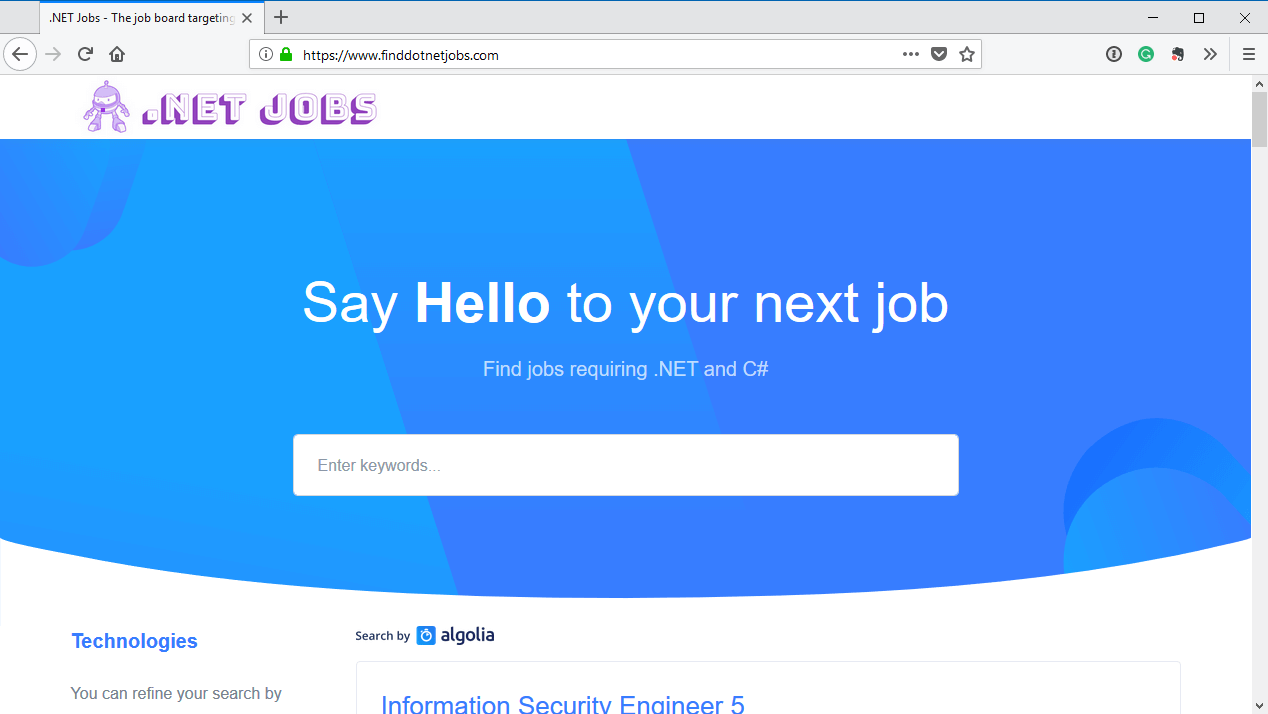 .NET Jobs - The job board targeting
https://www.finddotnetjobs.com
.NET JOBS
Say Hello to your next job
Find jobs requiring .NET and C#
Enter keywords...
Technologies
Search by algolia
You can refine your search by
Information Security Engineer 5